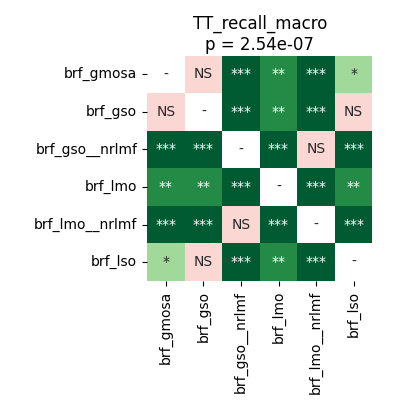 TT_recall_macro
p = 2.54e-07
brf_gmosa - NS *** ** *** *
brf_gso NS - *** ** *** NS
brf_gso__nrlmf *** *** - *** NS ***
brf_lmo ** ** *** - *** **
brf_lmo__nrlmf *** *** NS *** - ***
brf_lso * NS *** ** *** -
brf_gmosa
brf_gso
brf_gso__nrlmf
brf_lmo
brf_lmo__nrlmf
brf_lso